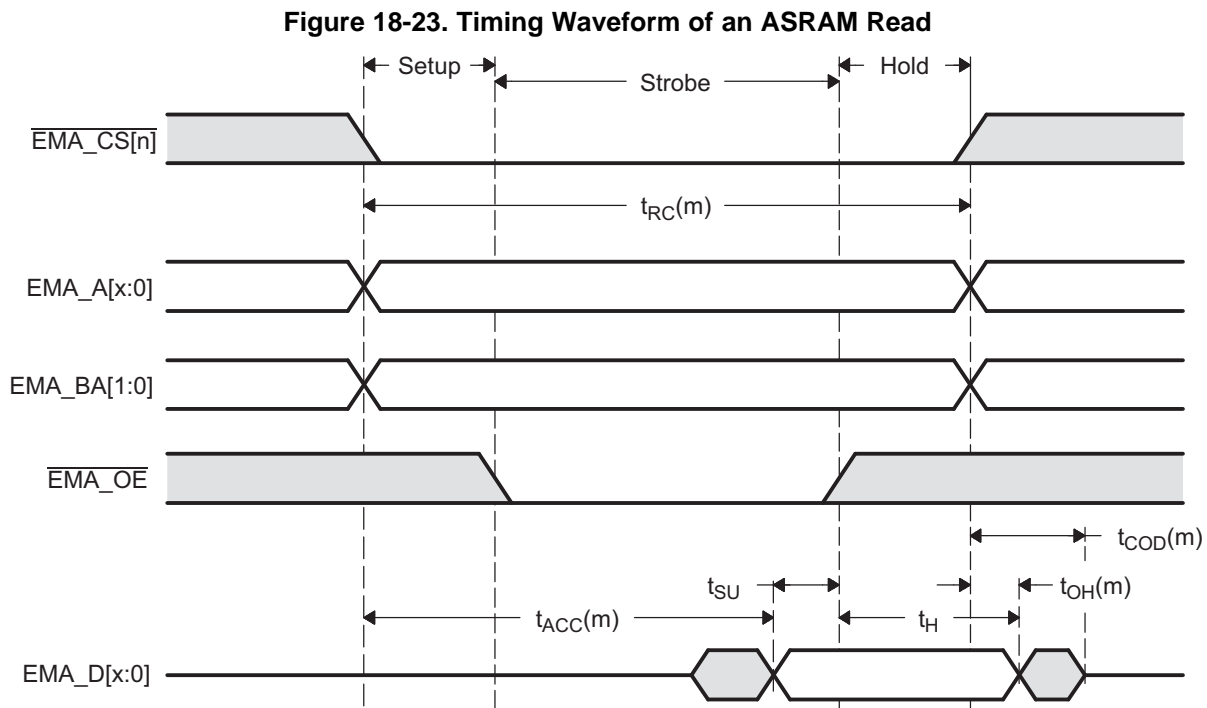 Figure 18-23. Timing Waveform of an ASRAM Read
Setup
Strobe
Hold
EMA_CS[n]
tRC(m)
EMA_A[x:0]
EMA_BA[1:0]
EMA_OE
tCOD(m)
tSU
tOH(m)
tACC(m)
tH
EMA_D[x:0]